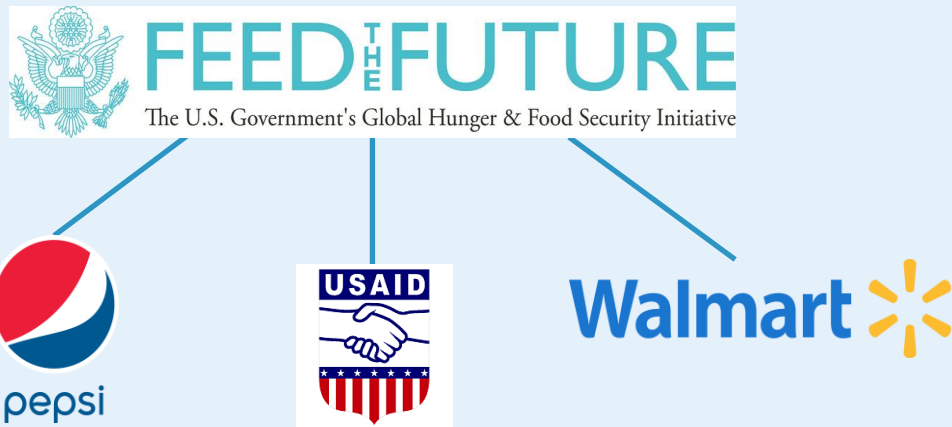 FEED THE FUTURE
The U.S. Government's Global Hunger & Food Security Initiative
USAID
Walmart
pepsi